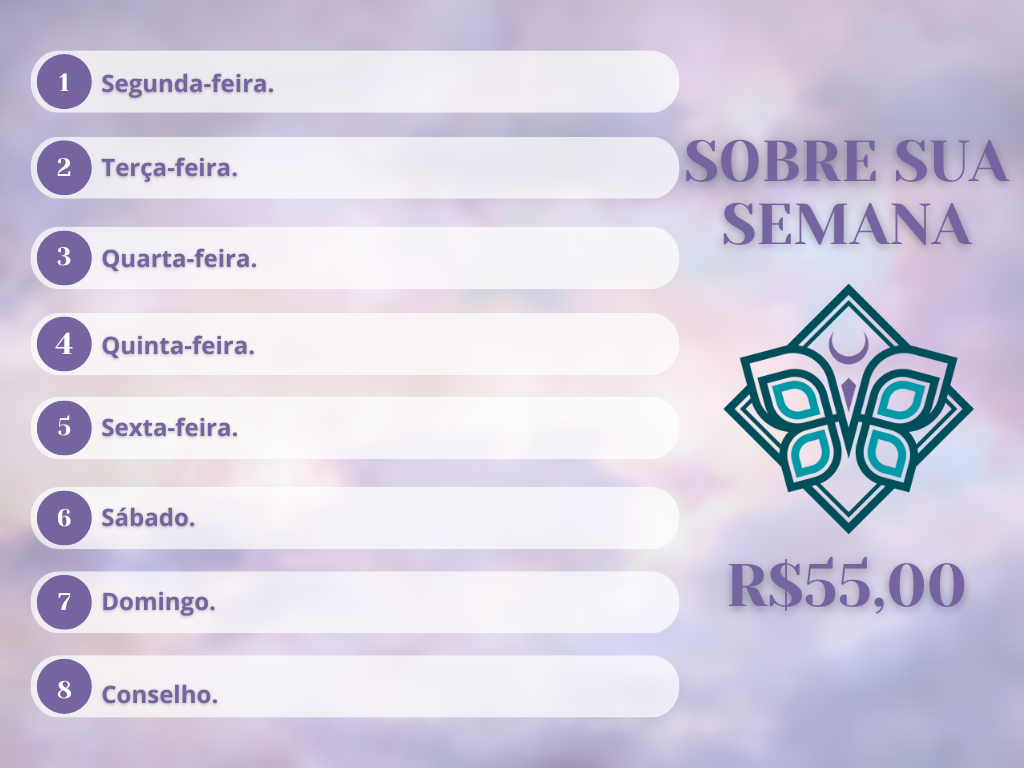 1 Segunda-feira.
2 Terça-feira.
3 Quarta-feira.
4 Quinta-feira.
5 Sexta-feira.
6 Sábado.
7 Domingo.
8 Conselho.
SOBRE SUA
SEMANA
R$55,00